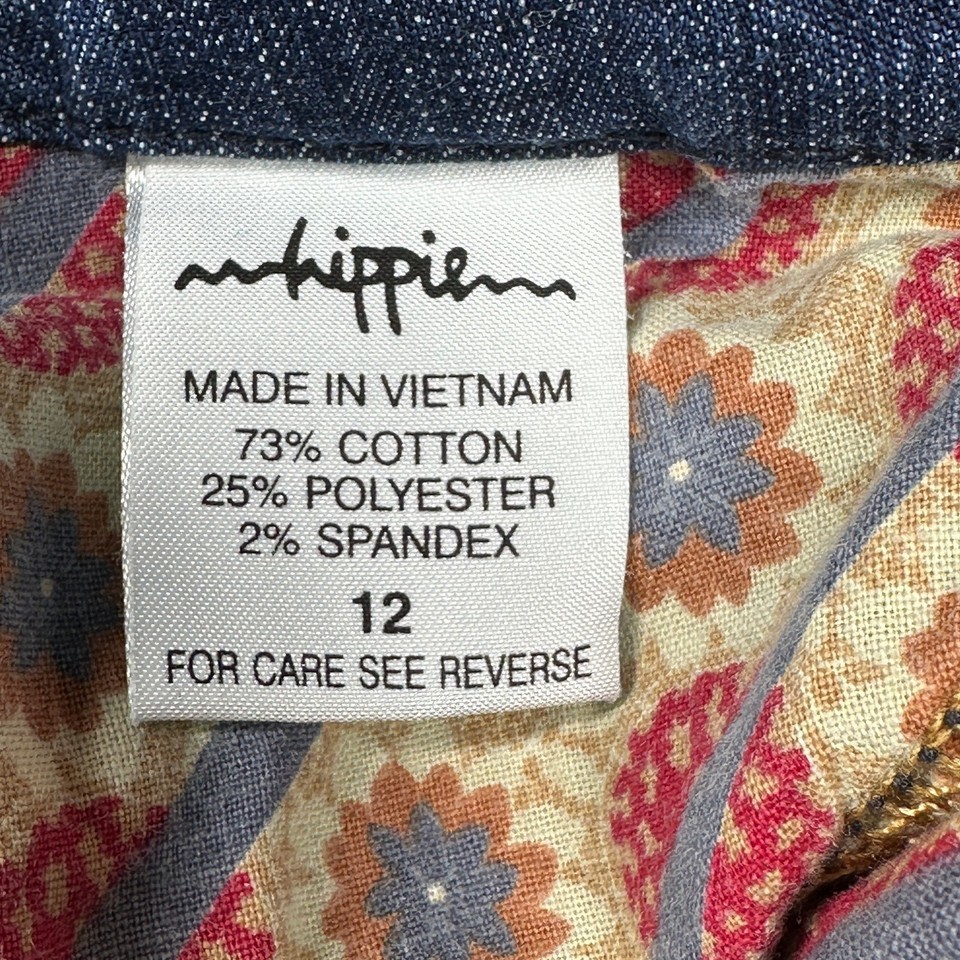 hippie
MADE IN VIETNAM
73% COTTON
25% POLYESTER
2% SPANDEX
12
FOR CARE SEE REVERSE